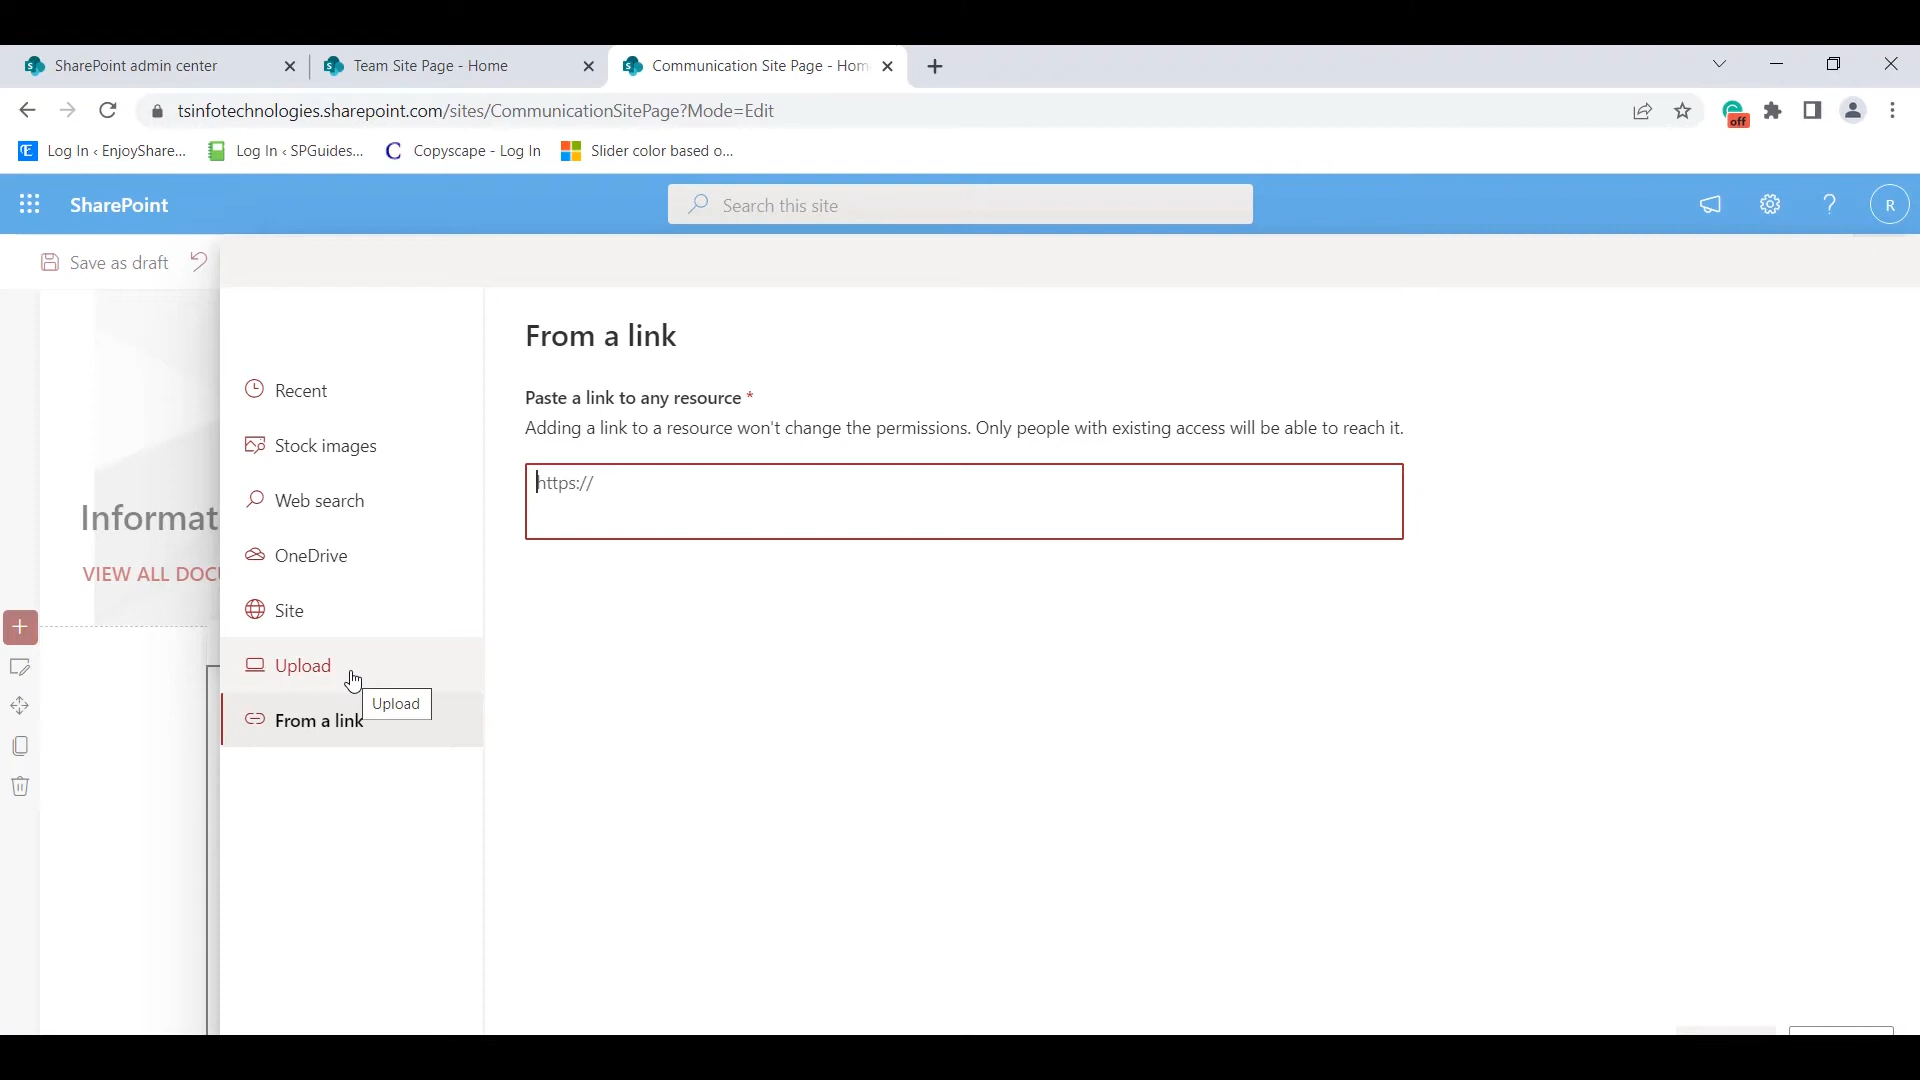 SharePoint admin center
Team Site Page - Home
Communication Site Page - Hom
tsinfotechnologies.sharepoint.com/sites/CommunicationSitePage?Mode=Edit
off
Log In ‹ EnjoyShare...
Log In ‹ SPGuides...
Copyscape - Log In
Slider color based o...
SharePoint
Search this site
R
Save as draft
From a link
Recent
Paste a link to any resource *
Adding a link to a resource won't change the permissions. Only people with existing access will be able to reach it.
Stock images
https://
Web search
Informat
OneDrive
VIEW ALL DOCU
Site
Upload
Upload
From a link